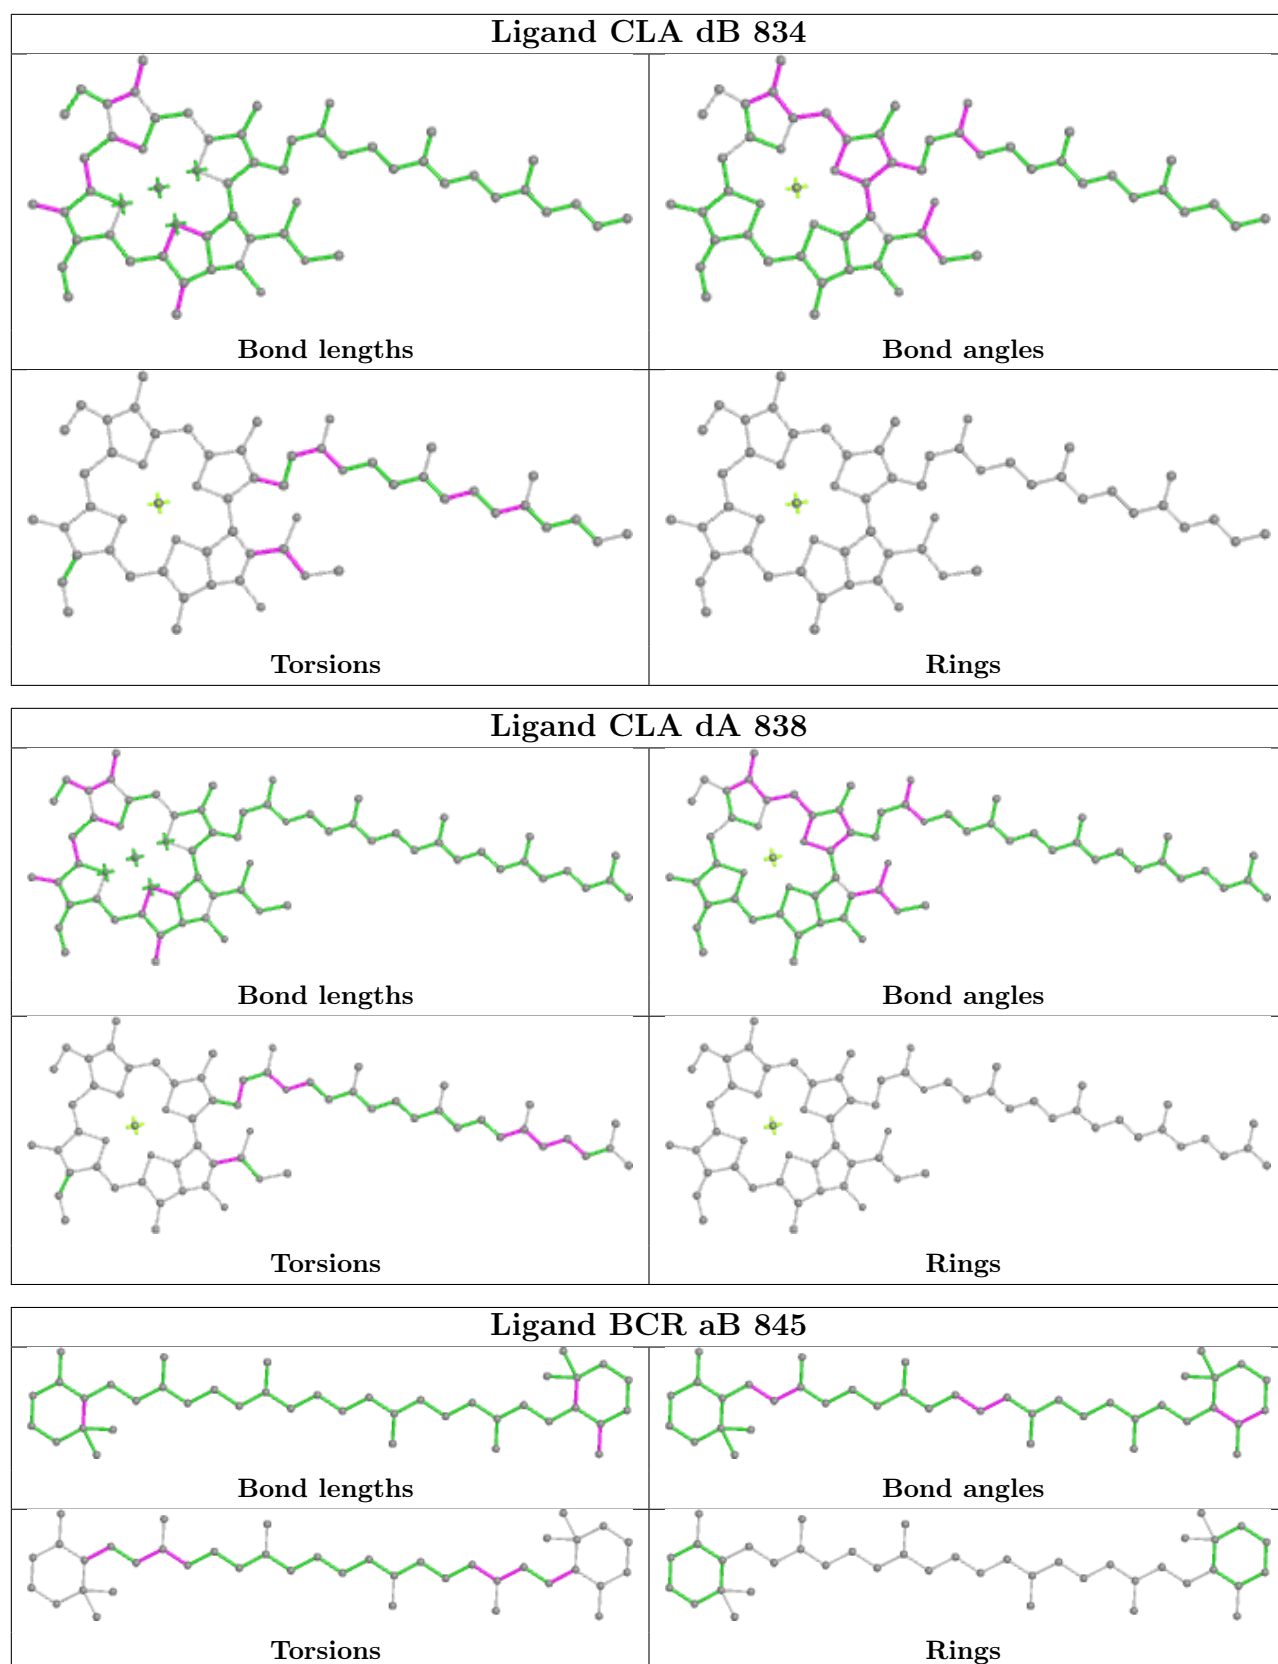 Ligand CLA dB 834
Bond lengths
Bond angles
Torsions
Rings
Ligand CLA dA 838
Bond lengths
Bond angles
Torsions
Rings
Ligand BCR aB 845
Bond lengths
Bond angles
Torsions
Rings